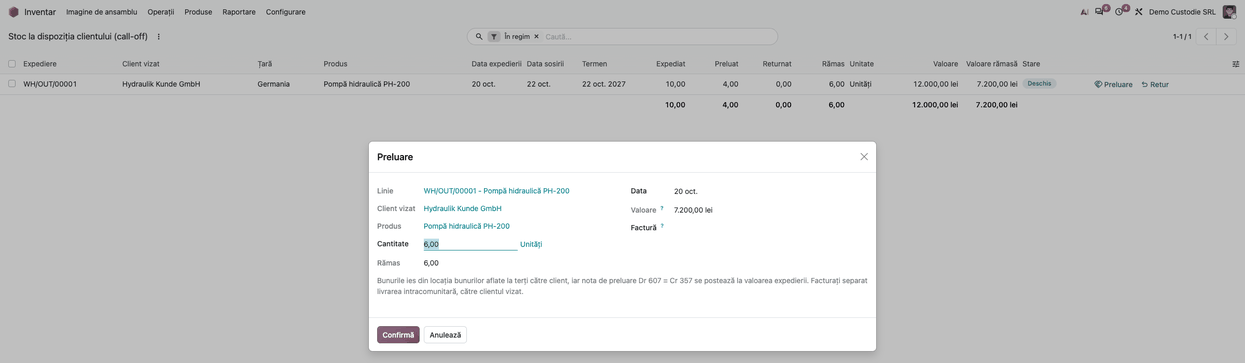 Inventar Imagine de ansamblu Operații Produse Raportare Configurare 6 4 Demo Custodie SRL
Stoc la dispoziția clientului (call-off) În regim × Caută... 1-1 / 1
Expediere Client vizat Țară Produs Data expedierii Data sosirii Termen Expediat Preluat Returnat Rămas Unitate Valoare Valoare rămasă Stare
WH/OUT/00001 Hydraulik Kunde GmbH Germania Pompă hidraulică PH-200 20 oct. 22 oct. 22 oct. 2027 10,00 4,00 0,00 6,00 Unități 12.000,00 lei 7.200,00 lei Deschis Preluare Retur
10,00 4,00 0,00 6,00 12.000,00 lei 7.200,00 lei
Preluare
Linie WH/OUT/00001 - Pompă hidraulică PH-200 Data 20 oct.
Client vizat Hydraulik Kunde GmbH Valoare ? 7.200,00 lei
Produs Pompă hidraulică PH-200 Factură ?
Cantitate 6,00 Unități
Rămas 6,00
Bunurile ies din locația bunurilor aflate la terți către client, iar nota de preluare Dr 607 = Cr 357 se postează la valoarea expedierii. Facturați separat
livrarea intracomunitară, către clientul vizat.
Confirmă Anulează